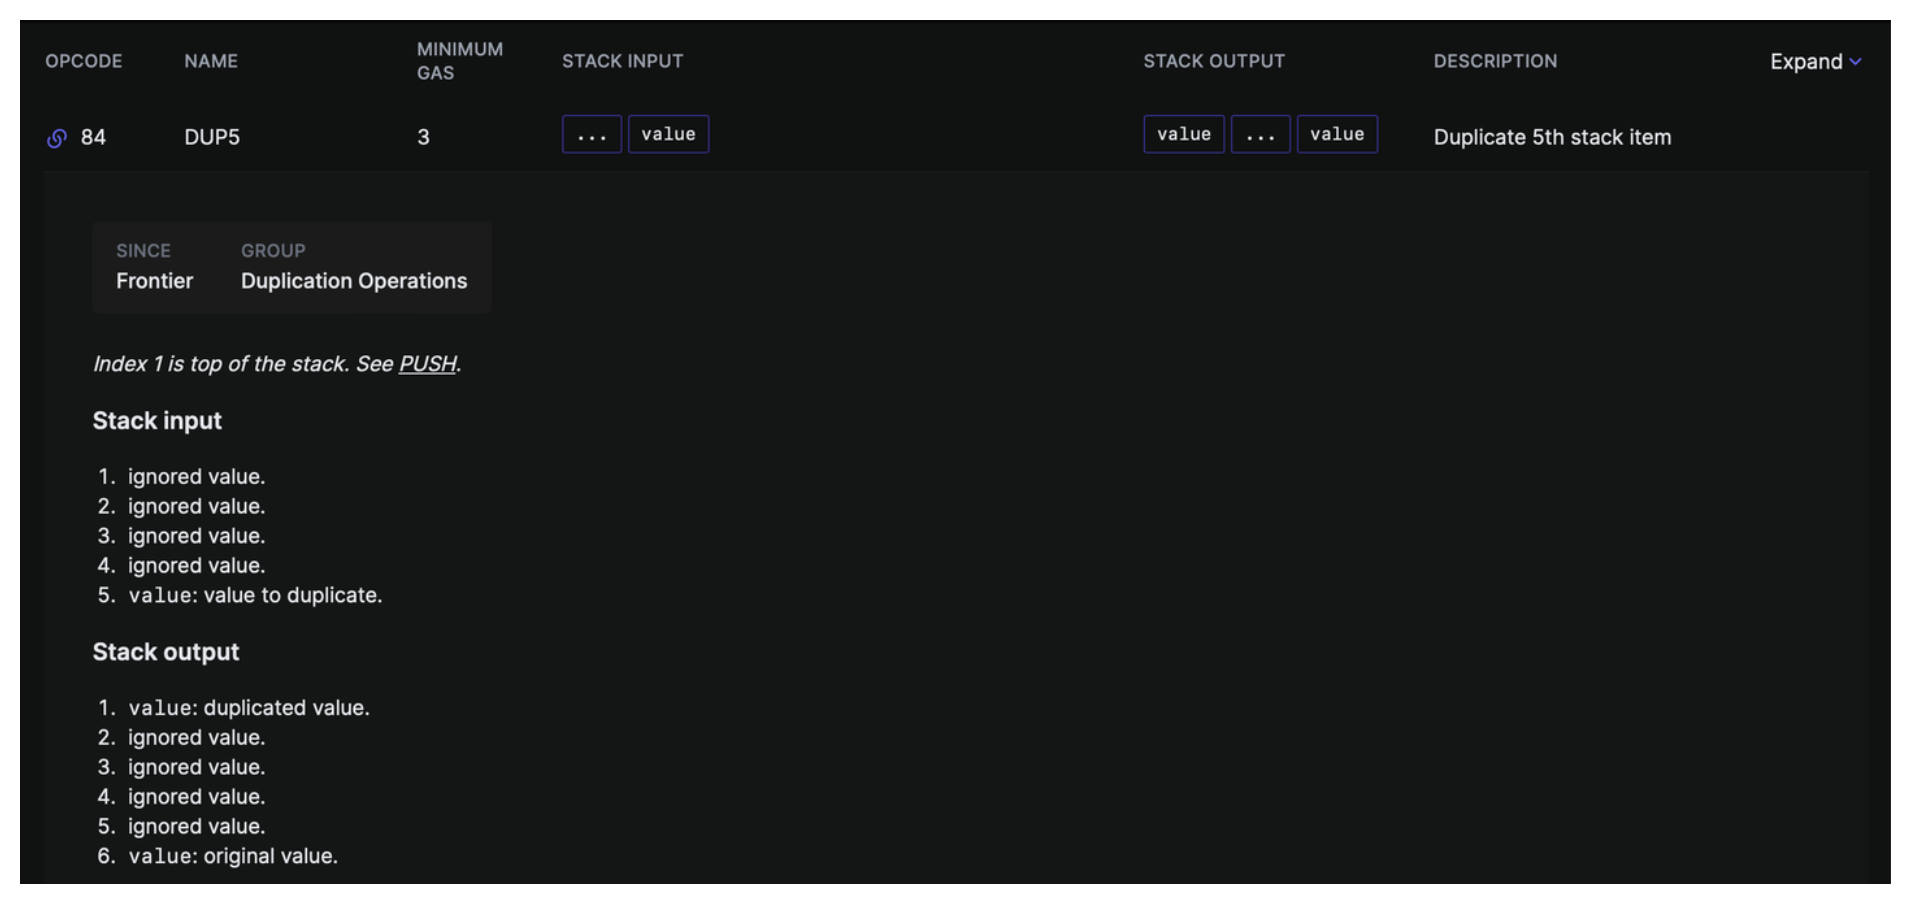 OPCODE NAME MINIMUM GAS STACK INPUT STACK OUTPUT DESCRIPTION Expand
84 DUP5 3 ... value value ... value Duplicate 5th stack item
SINCE GROUP
Frontier Duplication Operations
Index 1 is top of the stack. See PUSH.
Stack input
1. ignored value.
2. ignored value.
3. ignored value.
4. ignored value.
5. value: value to duplicate.
Stack output
1. value: duplicated value.
2. ignored value.
3. ignored value.
4. ignored value.
5. ignored value.
6. value: original value.